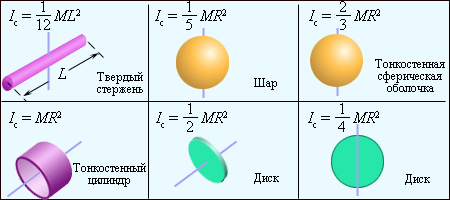 I_c = 1/12 ML²
L
Твердый
стержень
I_c = 1/5 MR²
Шар
I_c = 2/3 MR²
Тонкостенная
сферическая
оболочка
I_c = MR²
Тонкостенный
цилиндр
I_c = 1/2 MR²
Диск
I_c = 1/4 MR²
Диск